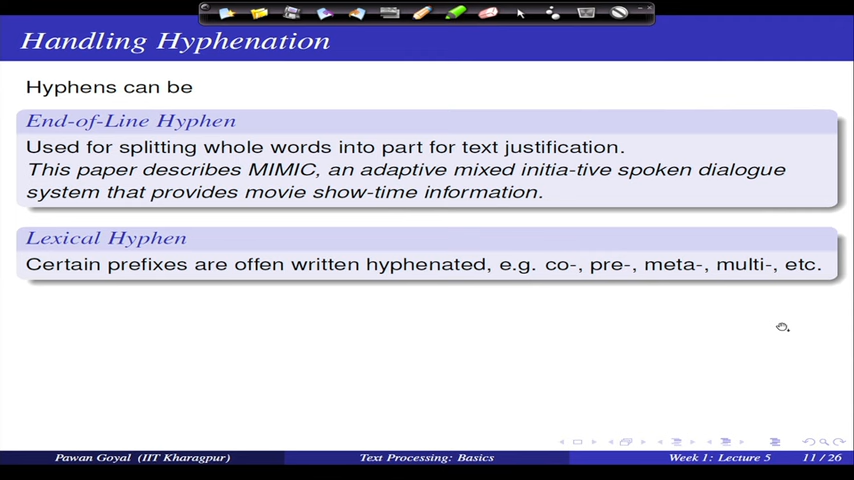 Handling Hyphenation
Hyphens can be
End-of-Line Hyphen
Used for splitting whole words into part for text justification.
This paper describes MIMIC, an adaptive mixed initia-tive spoken dialogue
system that provides movie show-time information.
Lexical Hyphen
Certain prefixes are offen written hyphenated, e.g. co-, pre-, meta-, multi-, etc.
Pawan Goyal (IIT Kharagpur) Text Processing: Basics Week 1: Lecture 5 11 / 26